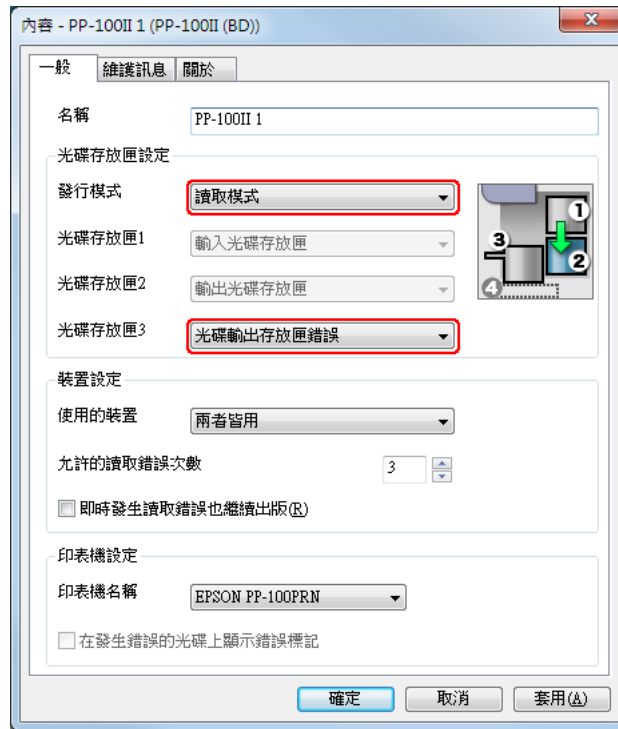 內容 - PP-100II 1 (PP-100II (BD))
一般 維護訊息 關於
名稱 PP-100II 1
光碟存放匣設定
發行模式 讀取模式
光碟存放匣1 輸入光碟存放匣
光碟存放匣2 輸出光碟存放匣
光碟存放匣3 光碟輸出存放匣錯誤
1
3
2
4
裝置設定
使用的裝置 兩者皆用
允許的讀取錯誤次數 3
即時發生讀取錯誤也繼續出版(R)
印表機設定
印表機名稱 EPSON PP-100PRN
在發生錯誤的光碟上顯示錯誤標記
確定 取消 套用(A)